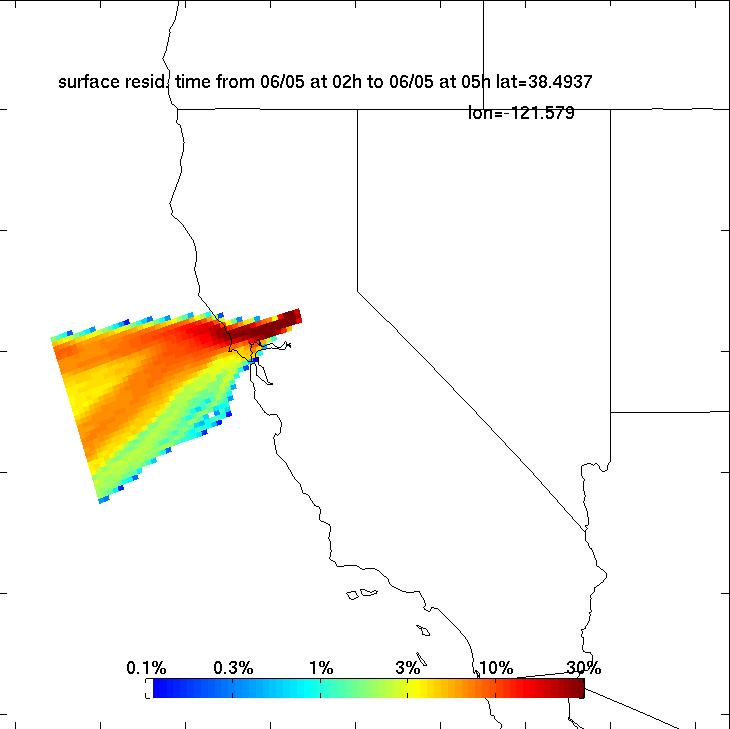 surface resid. time from 06/05 at 02h to 06/05 at 05h lat=38.4937
lon=-121.579
0.1% 0.3% 1% 3% 10% 30%